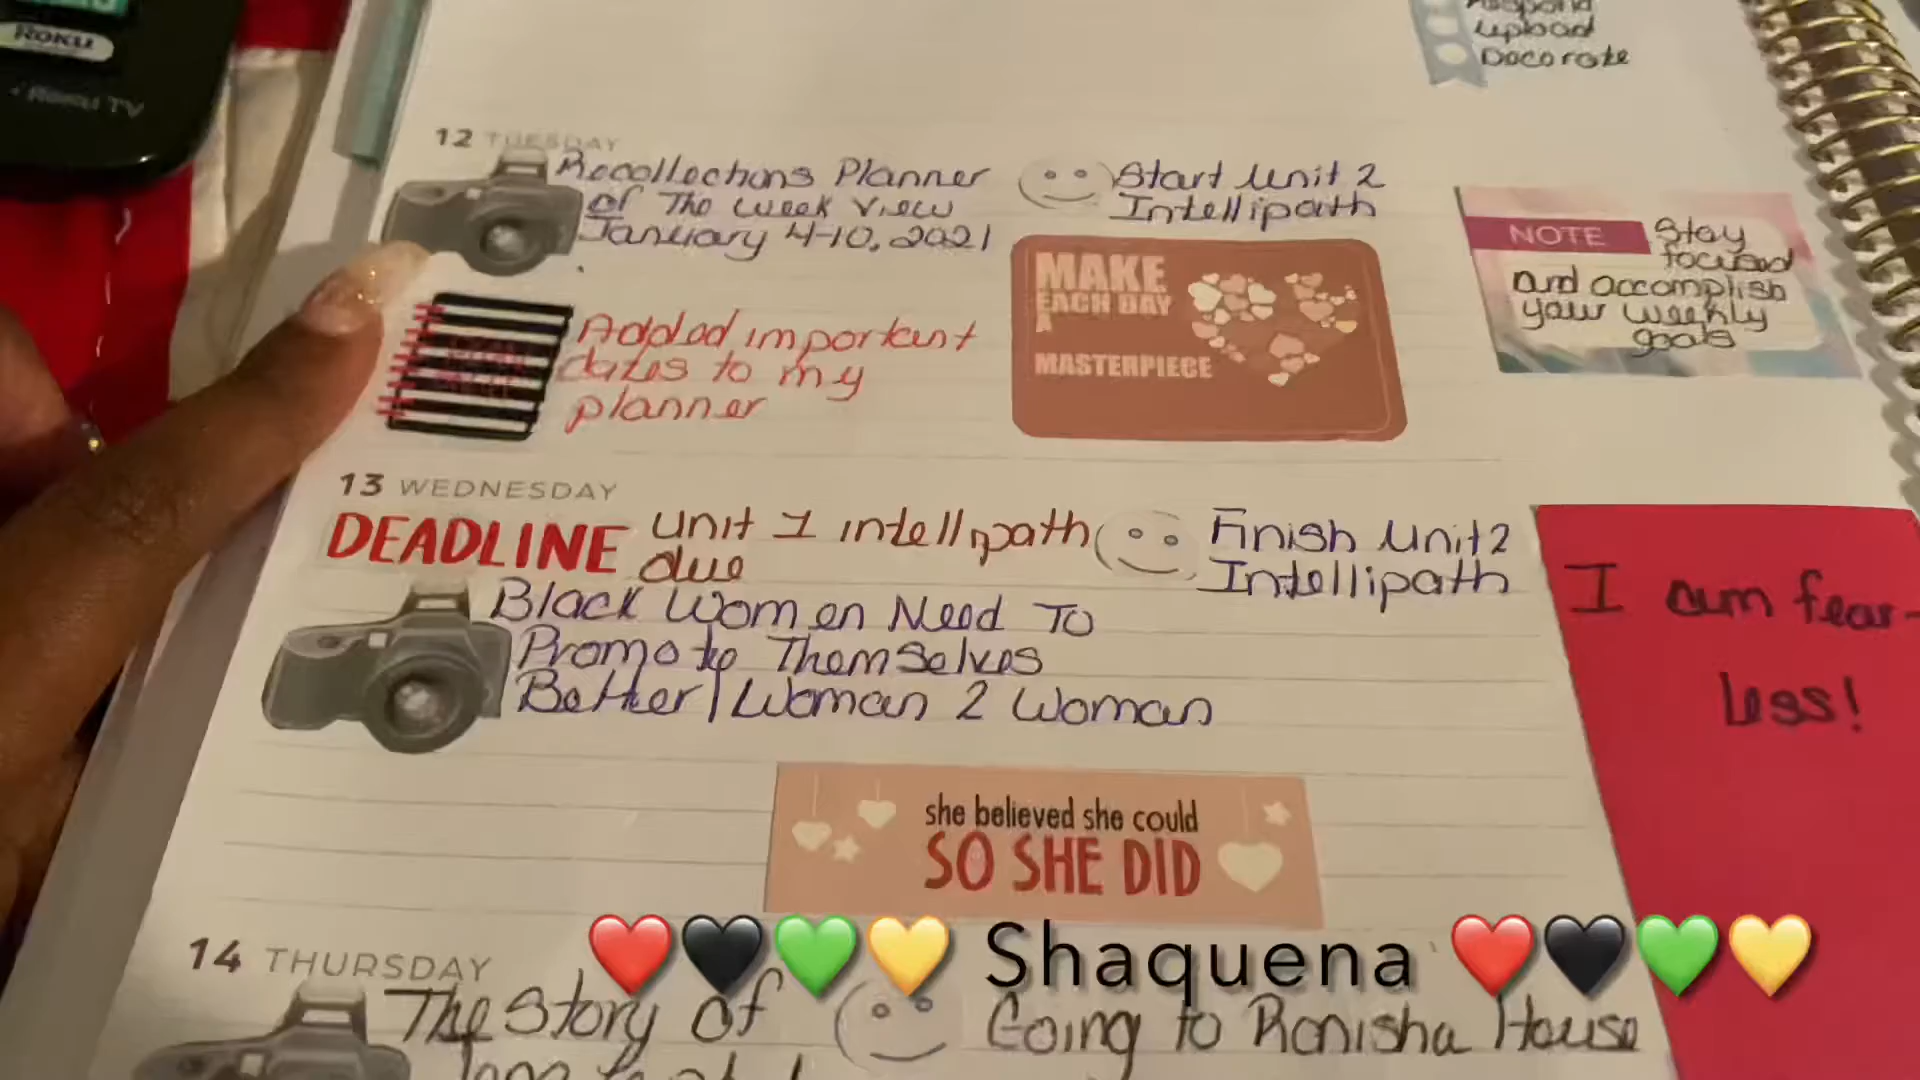 ROKU
Roku TV
Respond
Upload
Decorate
12 TUESDAY
Recollections Planner
of The Week View
January 4-10, 2021
Start Unit 2
Intellipath
Added important
dates to my
planner
MAKE
EACH DAY
A
MASTERPIECE
NOTE Stay
focused
and accomplish
your weekly
goals
13 WEDNESDAY
DEADLINE Unit 1 intellipath
due
Finish Unit 2
Intellipath
Black Women Need To
Promote Themselves
Better | Woman 2 Woman
I am fear-
less!
she believed she could
SO SHE DID
Shaquena
14 THURSDAY
The Story of
Going to Ronisha House